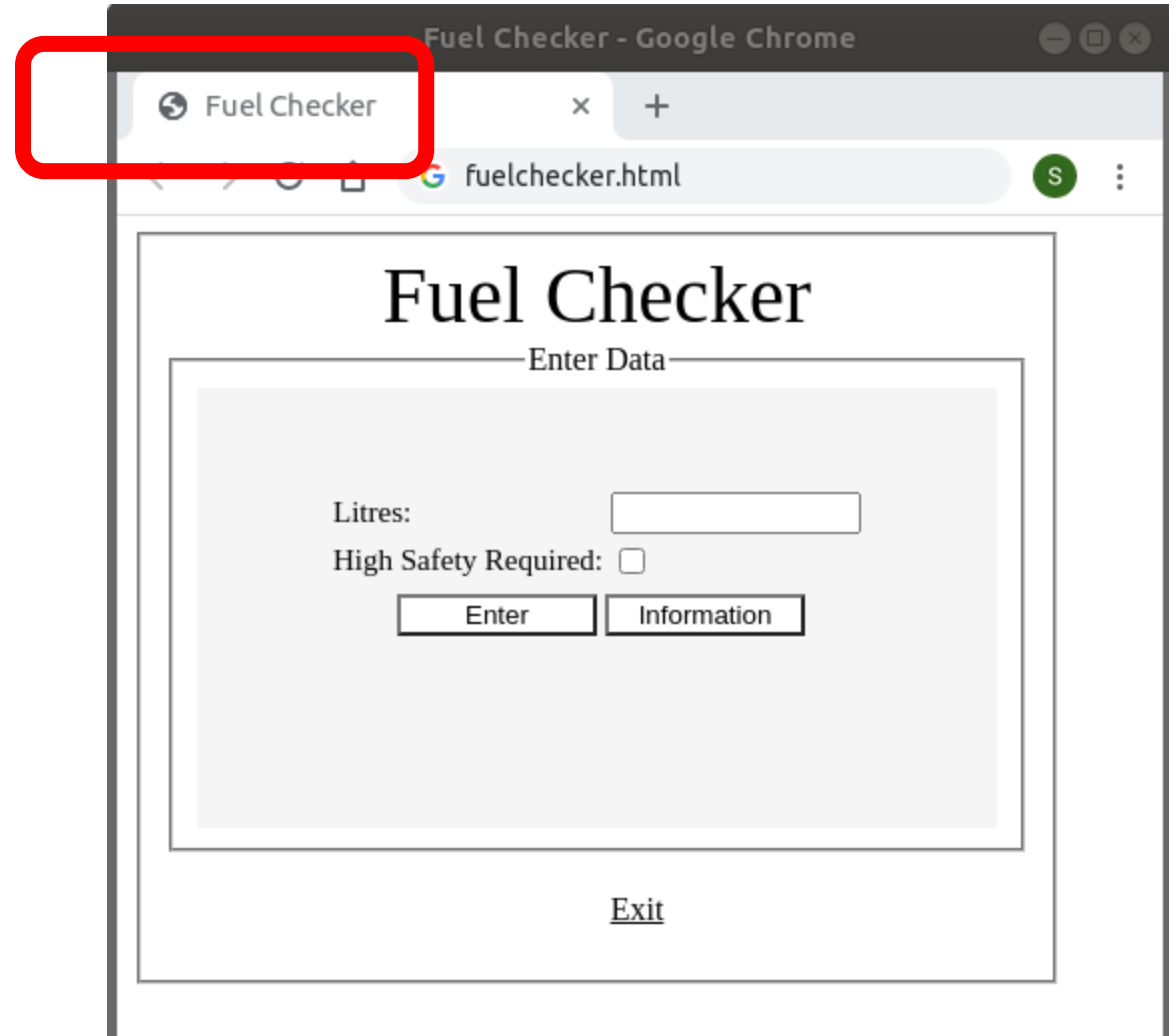 Fuel Checker - Google Chrome
Fuel Checker
fuelchecker.html
S
Fuel Checker
Enter Data
Litres:
High Safety Required:
Enter Information
Exit